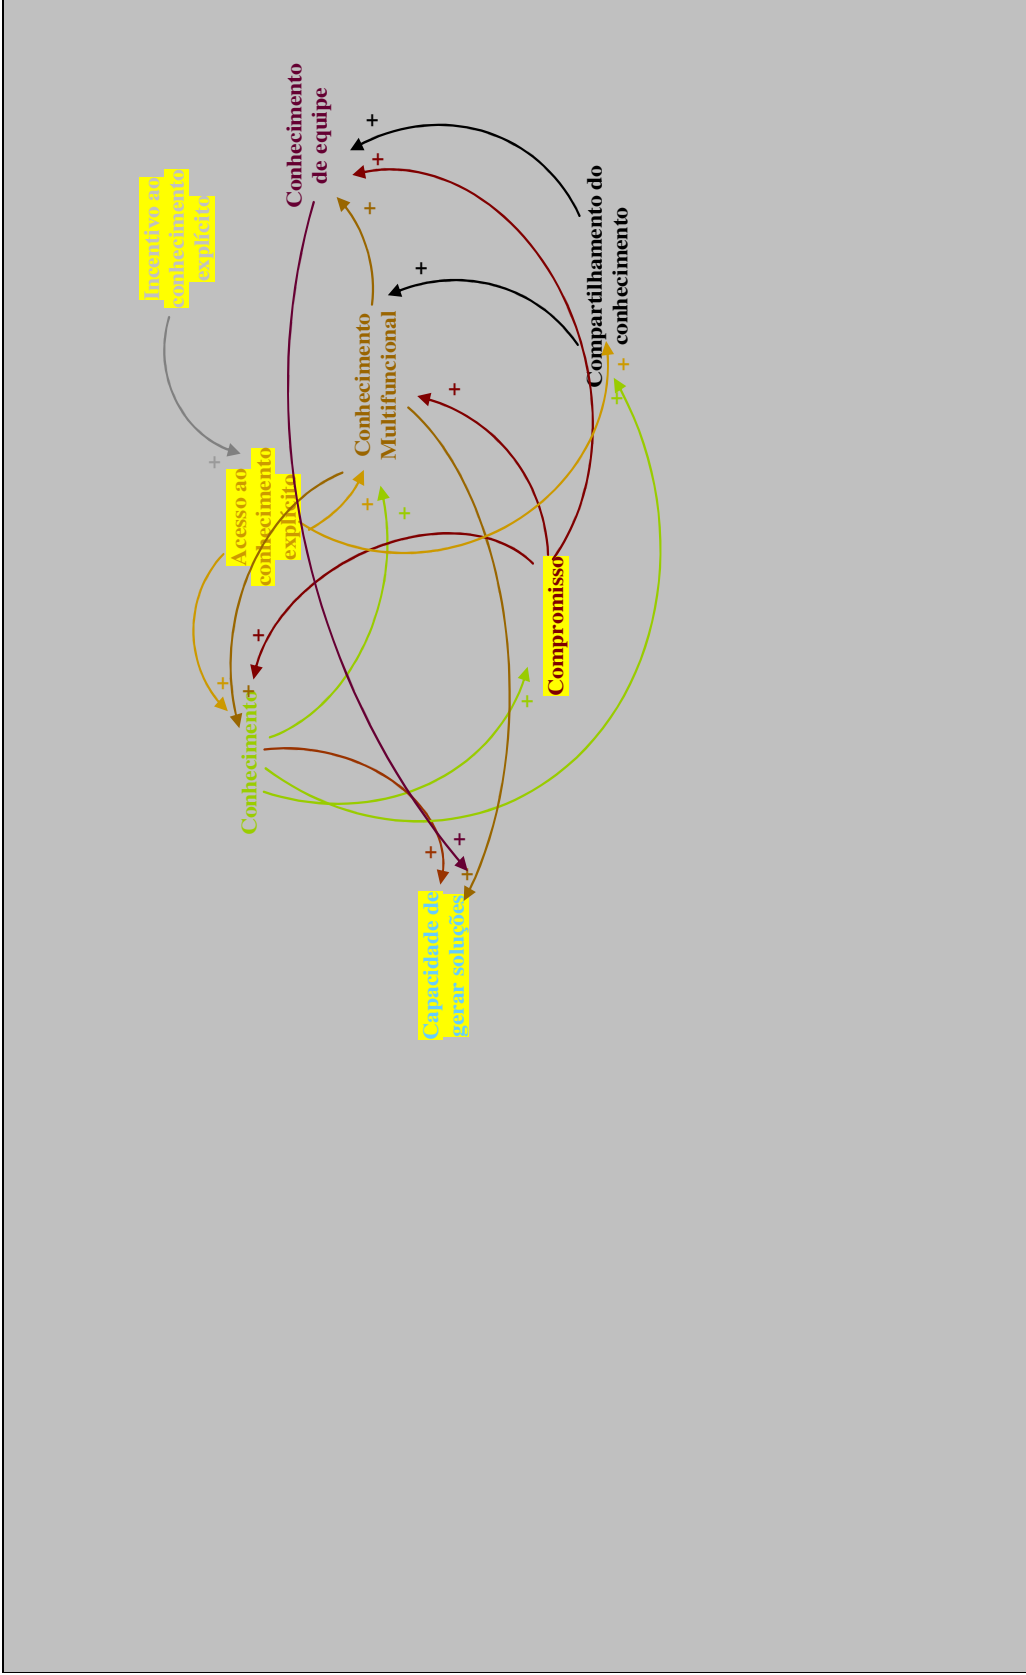 Incentivo ao
conhecimento
explícito
+
Acesso ao
conhecimento
explícito
+
+
+
Conhecimento
de equipe
+
+
+
Conhecimento
Multifuncional
+
+
+
+
Conhecimento
+
Compartilhamento do
conhecimento
+
+
Compromisso
+
Capacidade de
gerar soluções
+
+
+